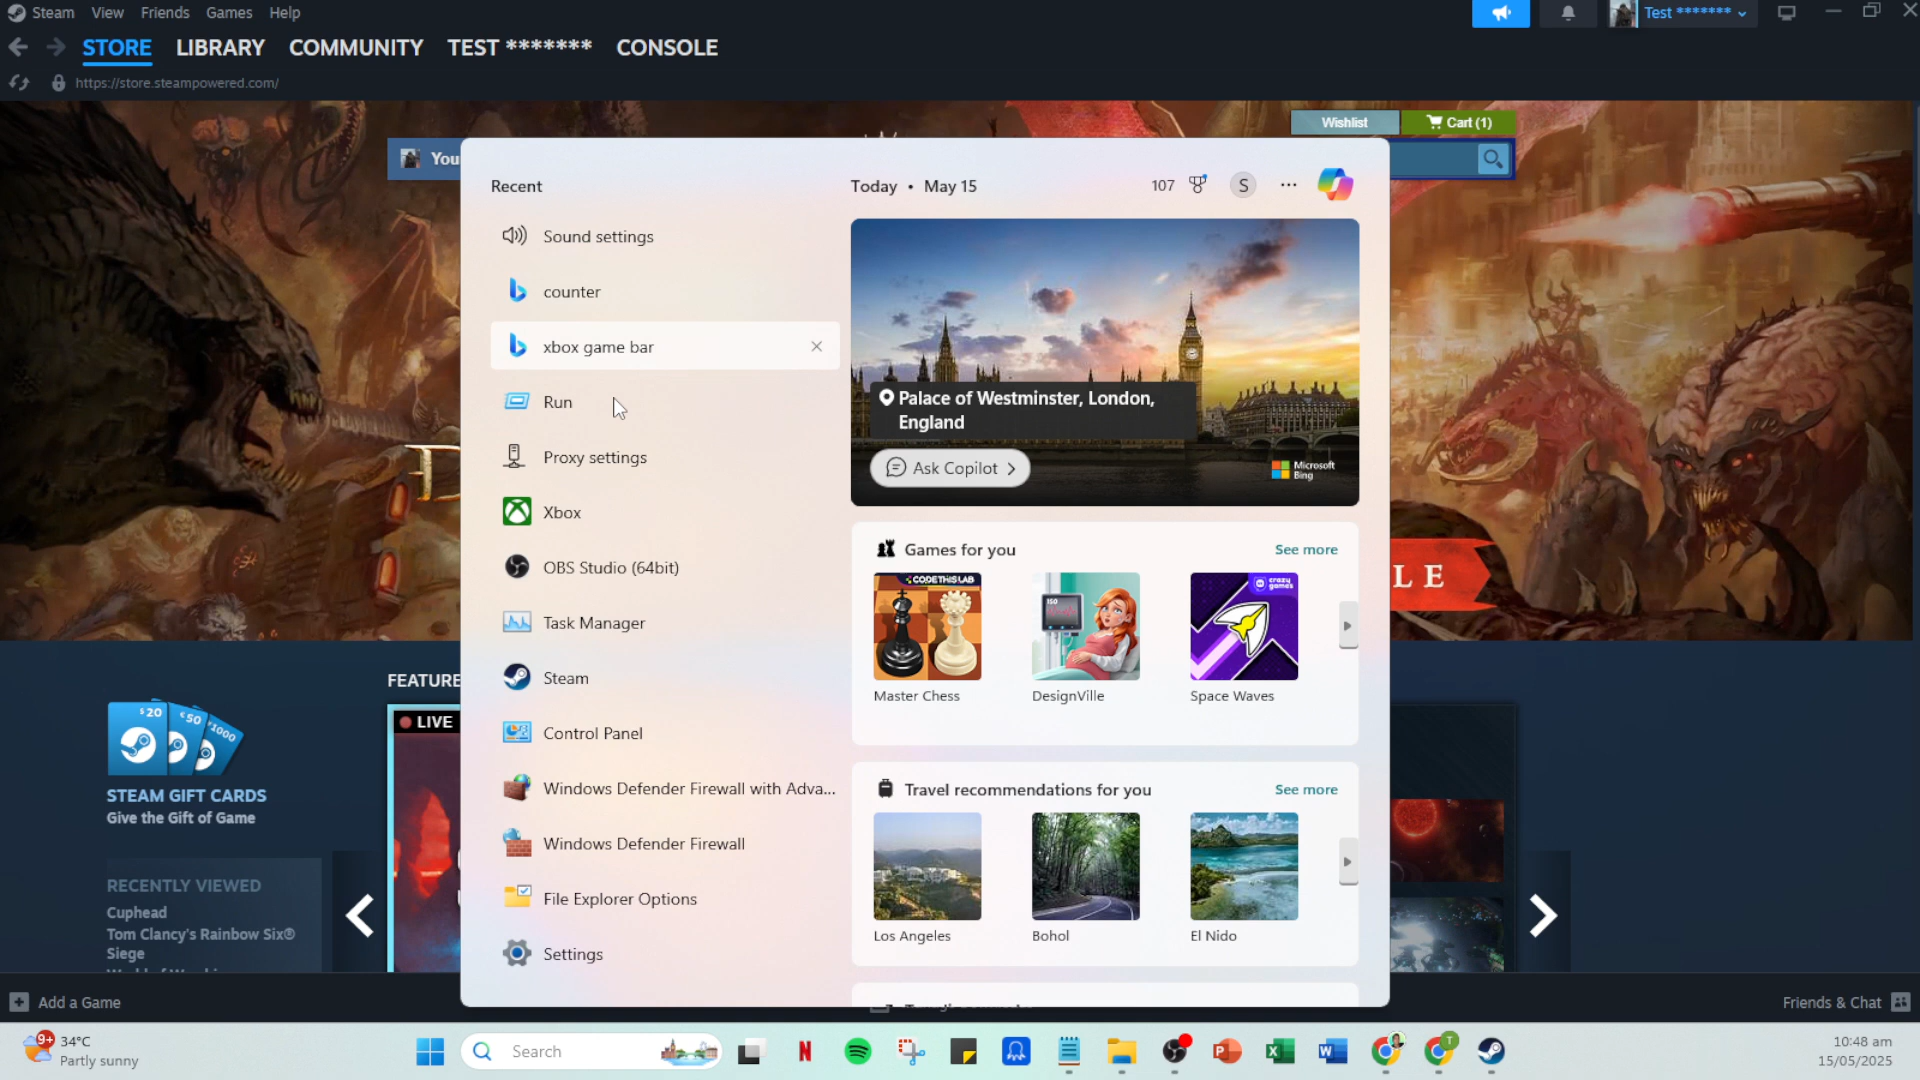 Steam View Friends Games Help
Test *******
STORE LIBRARY COMMUNITY TEST ******* CONSOLE
https://store.steampowered.com/
Wishlist
Cart (1)
You
Recent
Sound settings
counter
xbox game bar
Run
Proxy settings
Xbox
OBS Studio (64bit)
Task Manager
Steam
Control Panel
Windows Defender Firewall with Adva...
Windows Defender Firewall
File Explorer Options
Settings
Today • May 15
107
S
Palace of Westminster, London,
England
Ask Copilot
Microsoft
Bing
Games for you
See more
CODETHISLAB
crazy
games
Master Chess
DesignVille
Space Waves
Travel recommendations for you
See more
Los Angeles
Bohol
El Nido
LE
FEATURE
LIVE
$20
€50
STEAM GIFT CARDS
Give the Gift of Game
RECENTLY VIEWED
Cuphead
Tom Clancy's Rainbow Six®
Siege
Add a Game
Friends & Chat
9+
34°C
Partly sunny
Search
10:48 am
15/05/2025